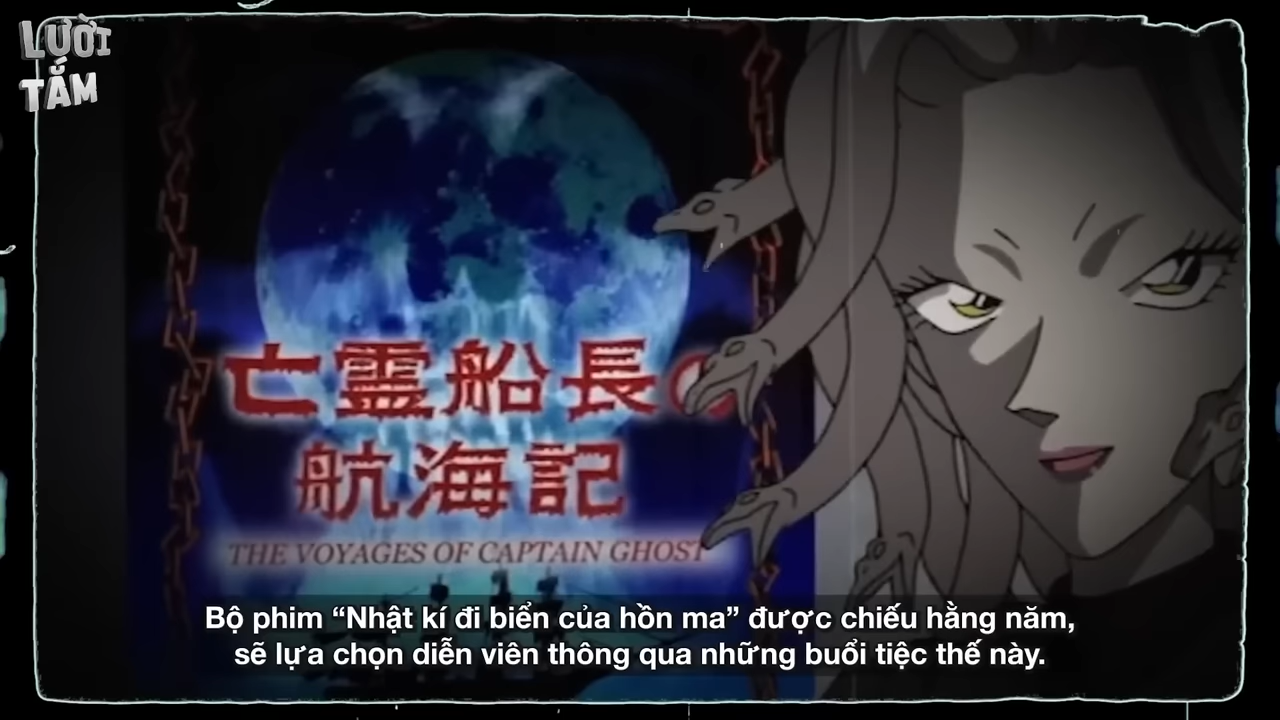 LƯỜI
TẮM
亡霊船長の
航海記
THE VOYAGES OF CAPTAIN GHOST
Bộ phim “Nhật kí đi biển của hồn ma” được chiếu hằng năm,
sẽ lựa chọn diễn viên thông qua những buổi tiệc thế này.